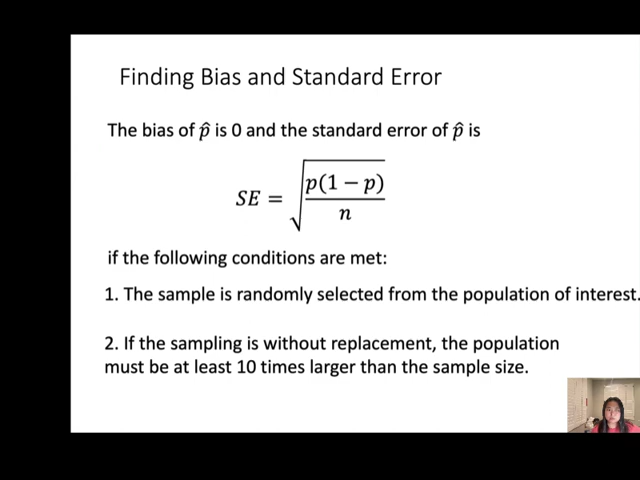 Finding Bias and Standard Error
The bias of p̂ is 0 and the standard error of p̂ is
SE = √(p(1 − p)/n)
if the following conditions are met:
1. The sample is randomly selected from the population of interest.
2. If the sampling is without replacement, the population
must be at least 10 times larger than the sample size.